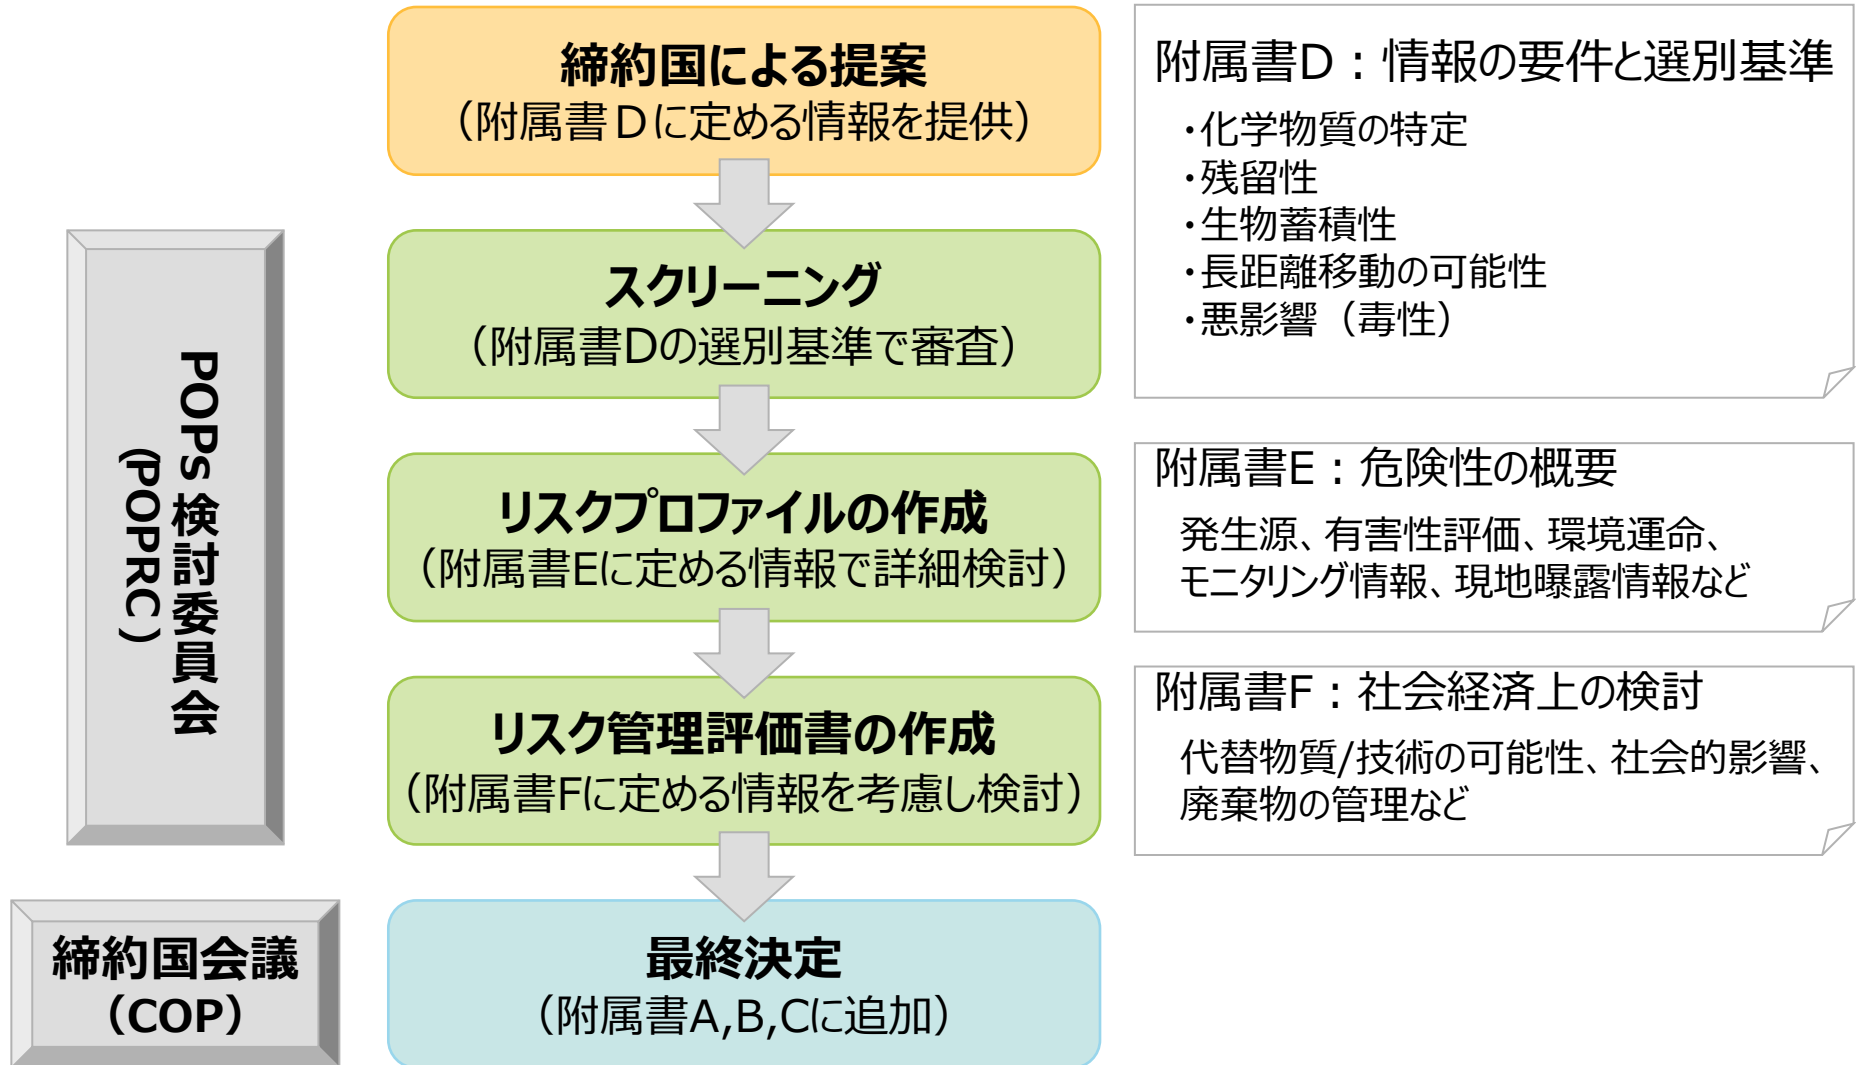 締約国による提案
（附属書Ｄに定める情報を提供）
スクリーニング
（附属書Dの選別基準で審査）
リスクプロファイルの作成
（附属書Eに定める情報で詳細検討）
リスク管理評価書の作成
（附属書Fに定める情報を考慮し検討）
最終決定
（附属書A,B,Cに追加）
POPs検討委員会
(POPRC）
締約国会議
（COP）
附属書D：情報の要件と選別基準
・化学物質の特定
・残留性
・生物蓄積性
・長距離移動の可能性
・悪影響（毒性）
附属書E：危険性の概要
発生源、有害性評価、環境運命、
モニタリング情報、現地曝露情報など
附属書F：社会経済上の検討
代替物質/技術の可能性、社会的影響、
廃棄物の管理など